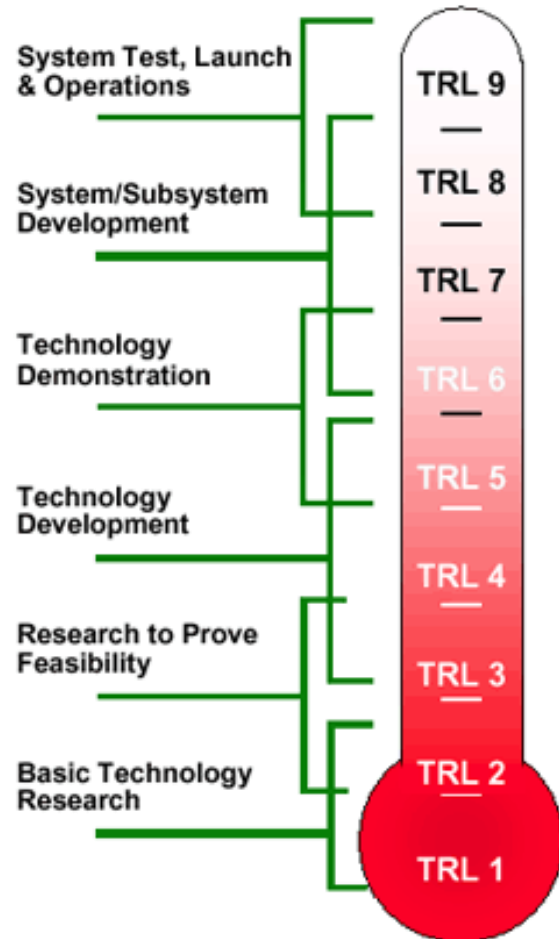 System Test, Launch
& Operations
System/Subsystem
Development
Technology
Demonstration
Technology
Development
Research to Prove
Feasibility
Basic Technology
Research
TRL 9
TRL 8
TRL 7
TRL 6
TRL 5
TRL 4
TRL 3
TRL 2
TRL 1